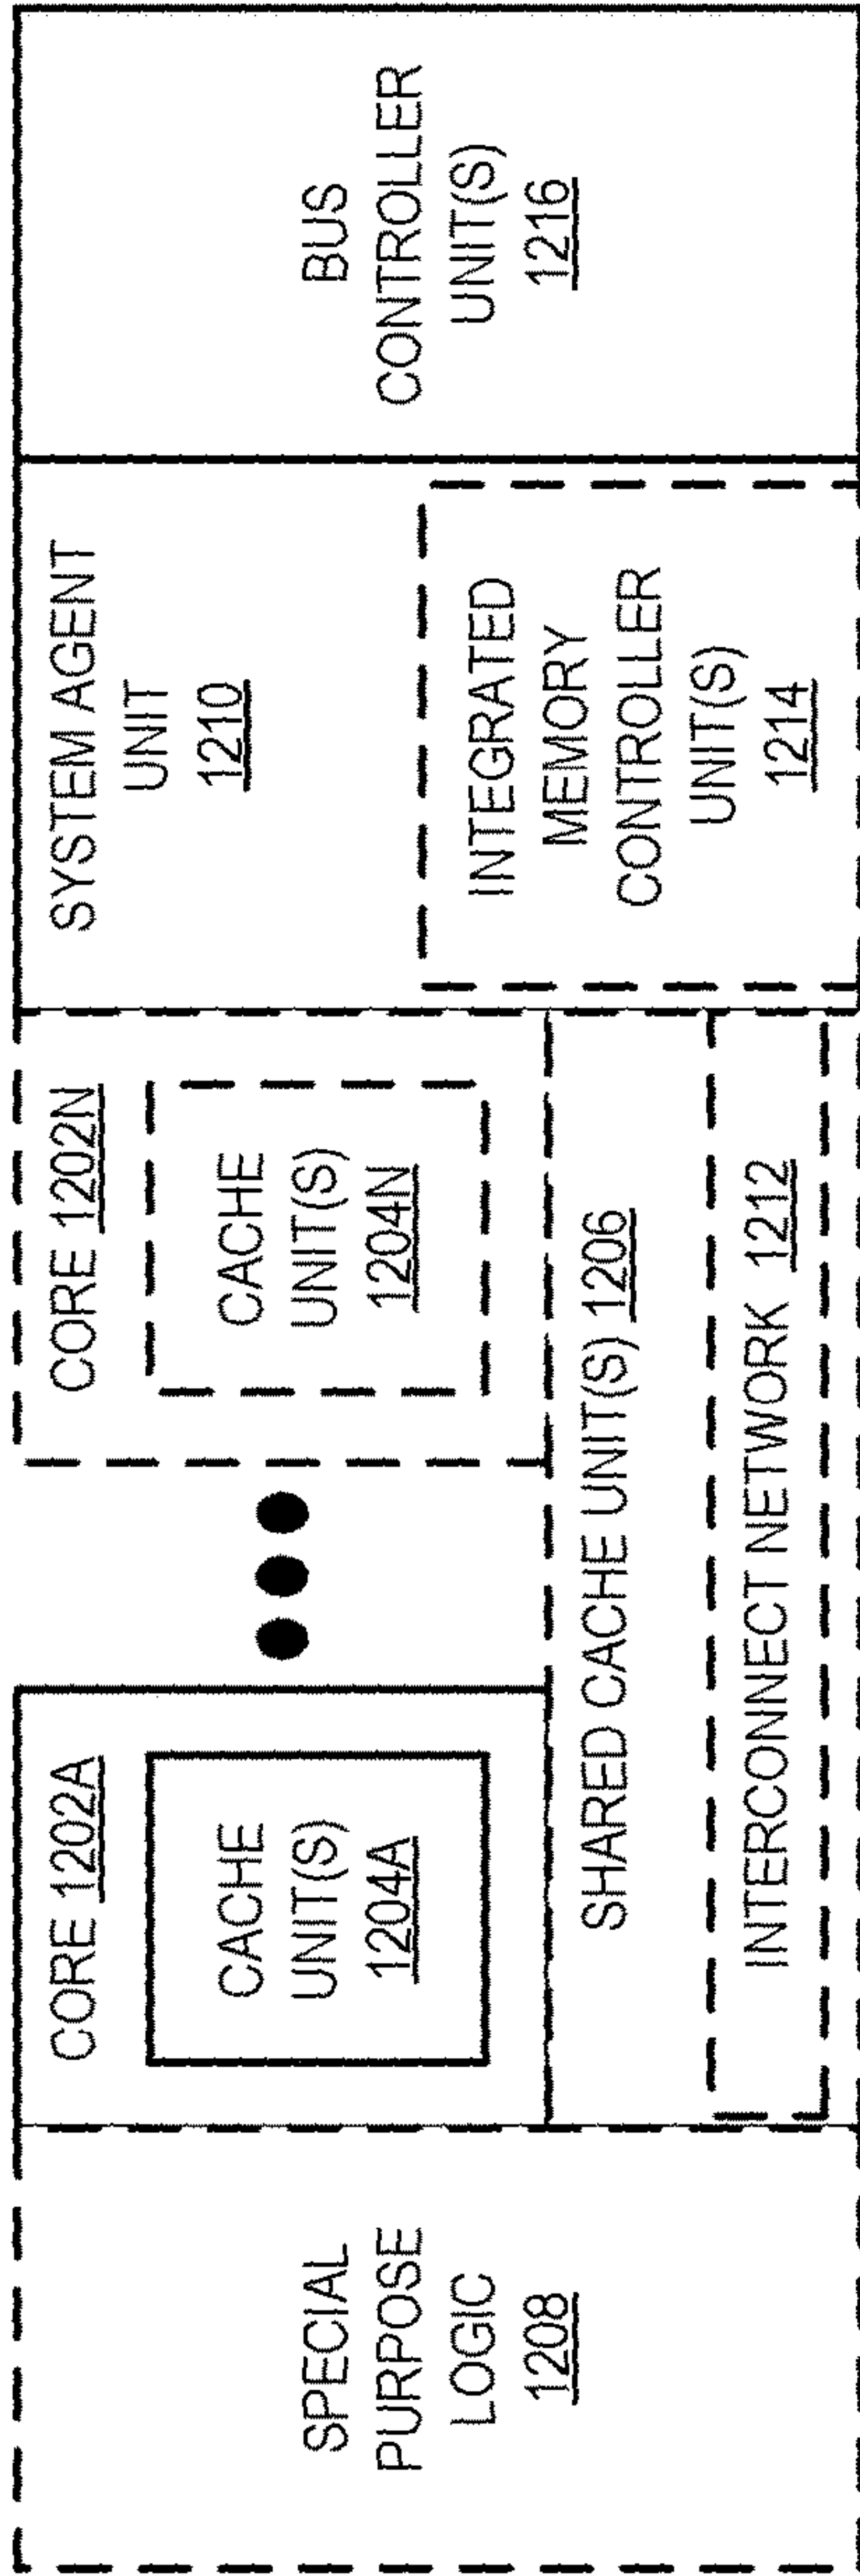 SPECIAL
PURPOSE
LOGIC
1208
CORE 1202A
CACHE
UNIT(S)
1204A
CORE 1202N
CACHE
UNIT(S)
1204N
SHARED CACHE UNIT(S) 1206
INTERCONNECT NETWORK 1212
SYSTEM AGENT
UNIT
1210
INTEGRATED
MEMORY
CONTROLLER
UNIT(S)
1214
BUS
CONTROLLER
UNIT(S)
1216